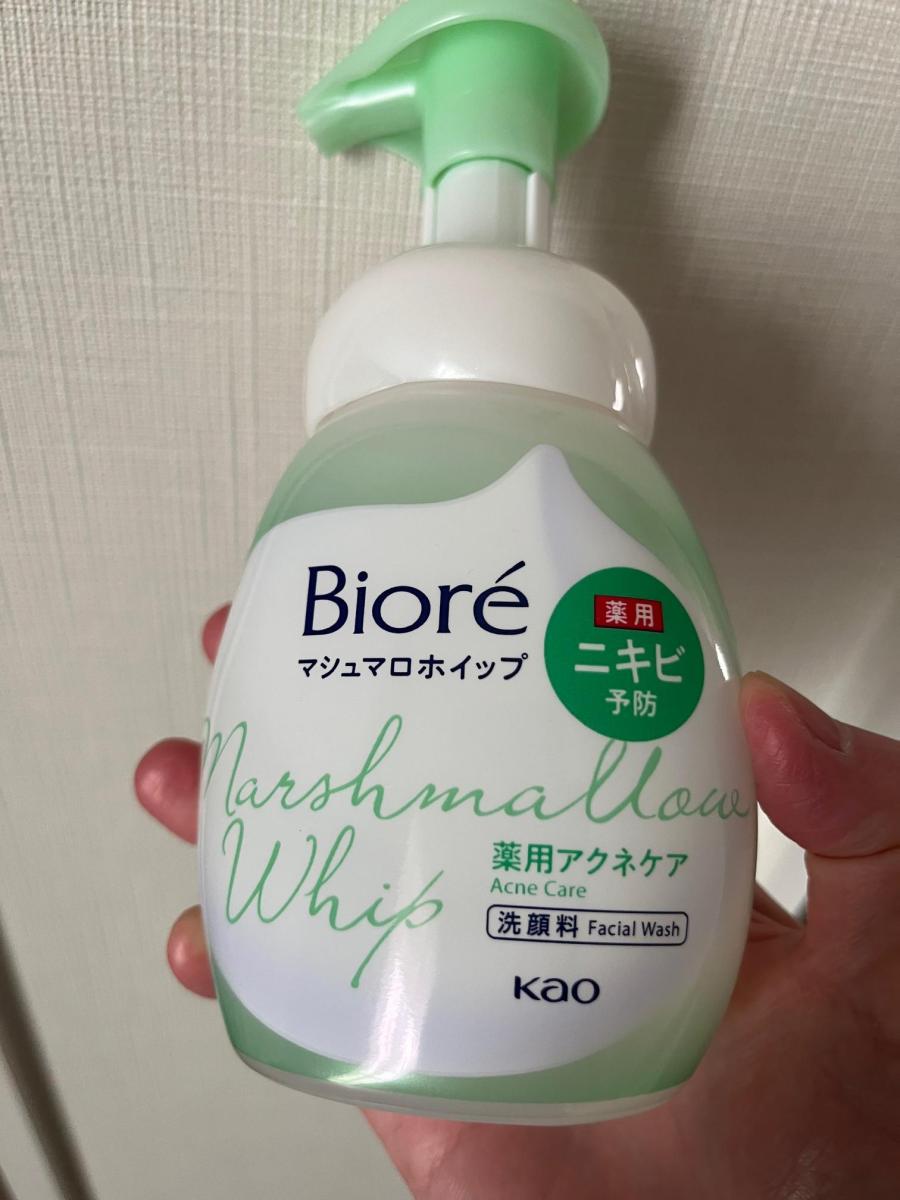 Bioré
マシュマロホイップ
薬用
ニキビ
予防
Marshmallow
Whip
薬用アクネケア
Acne Care
洗顔料 Facial Wash
Kao